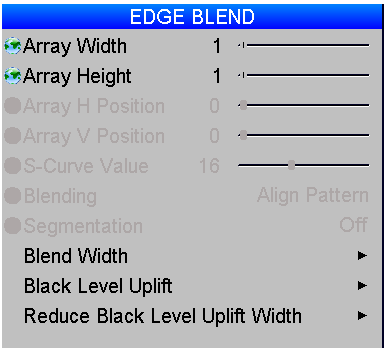 EDGE BLEND
Array Width 1
Array Height 1
Array H Position 0
Array V Position 0
S-Curve Value 16
Blending Align Pattern
Segmentation Off
Blend Width
Black Level Uplift
Reduce Black Level Uplift Width